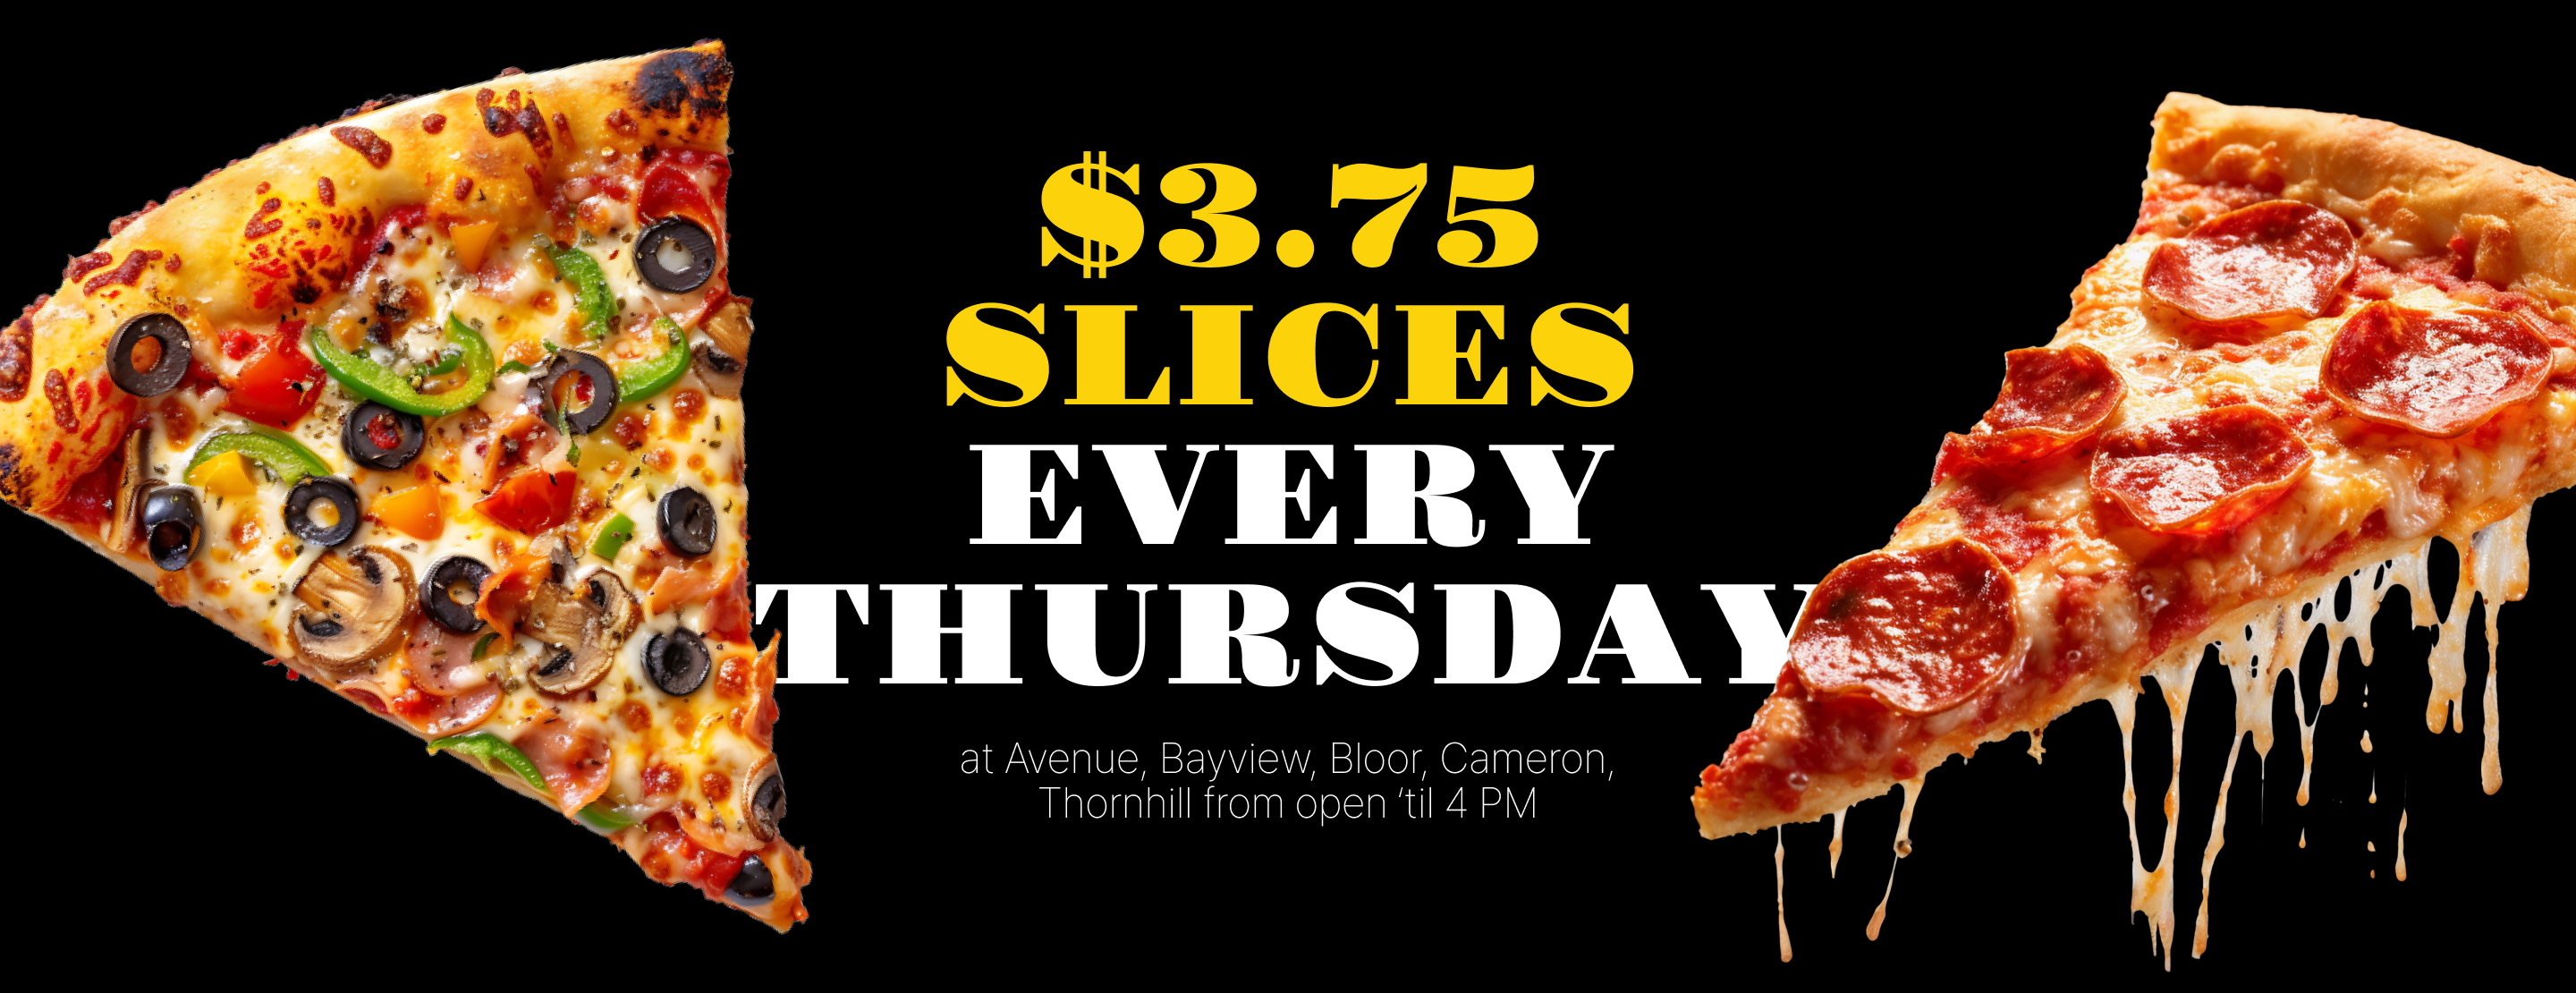 $3.75
SLICES
EVERY
THURSDAY
at Avenue, Bayview, Bloor, Cameron,
Thornhill from open ‘til 4 PM